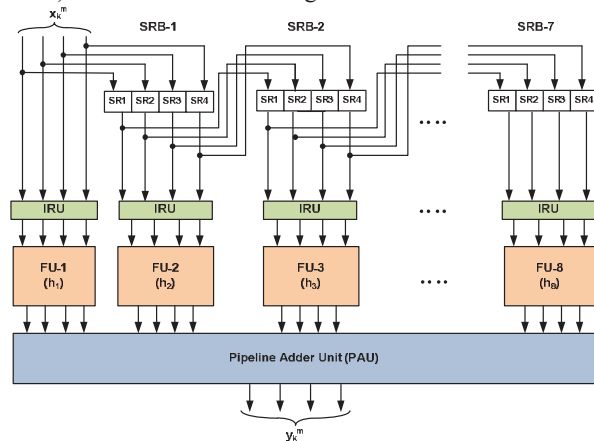 x_k^m
SRB-1 SRB-2 SRB-7
SR1 SR2 SR3 SR4 SR1 SR2 SR3 SR4 SR1 SR2 SR3 SR4
....
IRU IRU IRU IRU
....
FU-1 FU-2 FU-3 FU-8
(h₁) (h₂) (h₃) (h₈)
....
Pipeline Adder Unit (PAU)
y_k^m